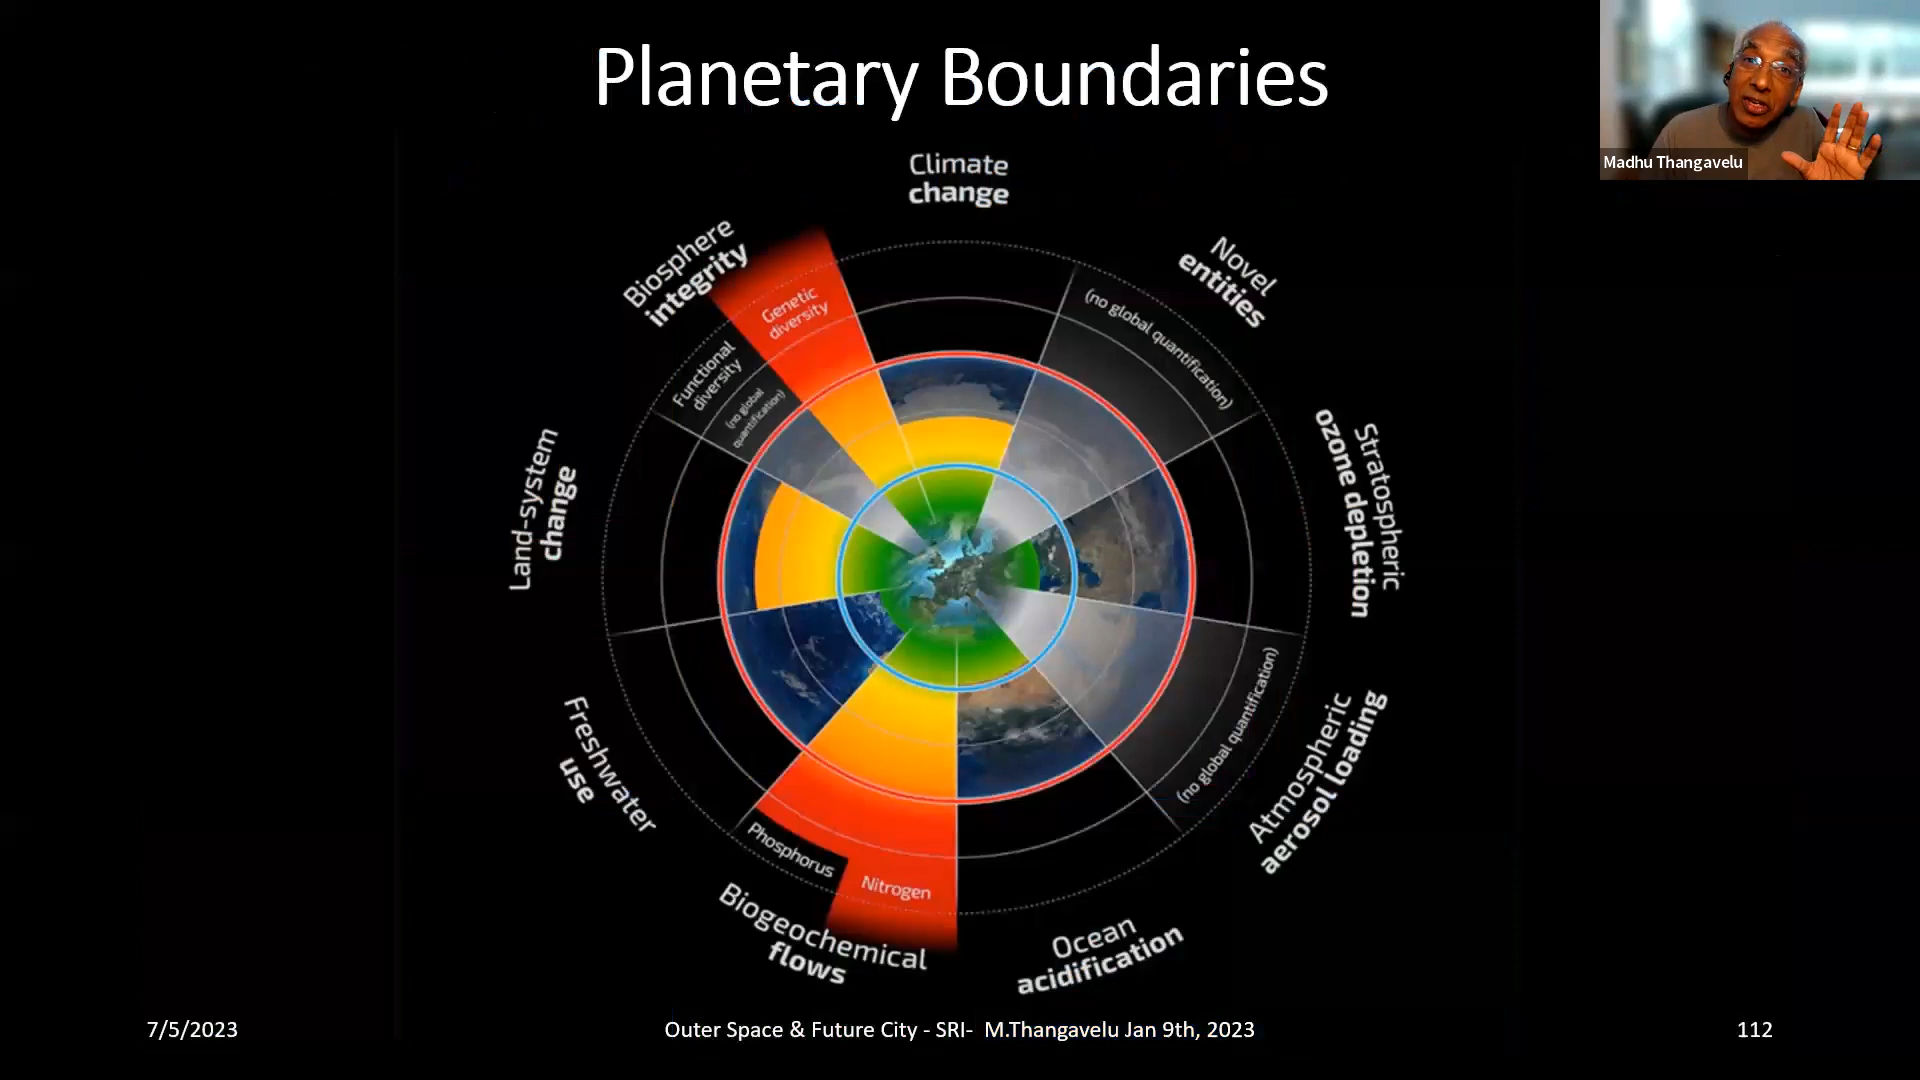 Planetary Boundaries
Madhu Thangavelu
Climate
change
Novel
entities
(no global quantification)
Stratospheric
ozone depletion
Atmospheric
aerosol loading
(no global quantification)
Ocean
acidification
Biogeochemical
flows
Phosphorus
Nitrogen
Freshwater
use
Land-system
change
Biosphere
integrity
Functional
diversity
(no global
quantification)
Genetic
diversity
7/5/2023
Outer Space & Future City - SRI-  M.Thangavelu Jan 9th, 2023
112